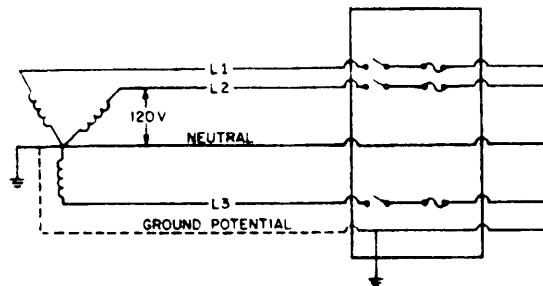 L1
L2
120V
NEUTRAL
L3
GROUND POTENTIAL